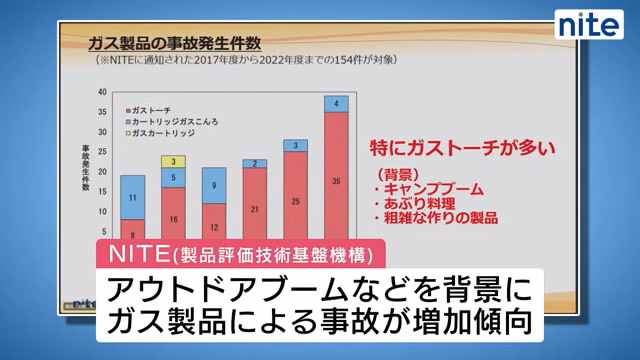 nite
ガス製品の事故発生件数
(※NITEに通知された2017年度から2022年度までの154件が対象)
40
35
30
25
20
15
10
5
事故発生件数
ガストーチ
カートリッジガスこんろ
ガスカートリッジ
11
8
3
5
16
9
12
2
21
3
25
4
35
特にガストーチが多い
(背景)
・キャンプブーム
・あぶり料理
・粗雑な作りの製品
NITE(製品評価技術基盤機構)
アウトドアブームなどを背景に
ガス製品による事故が増加傾向